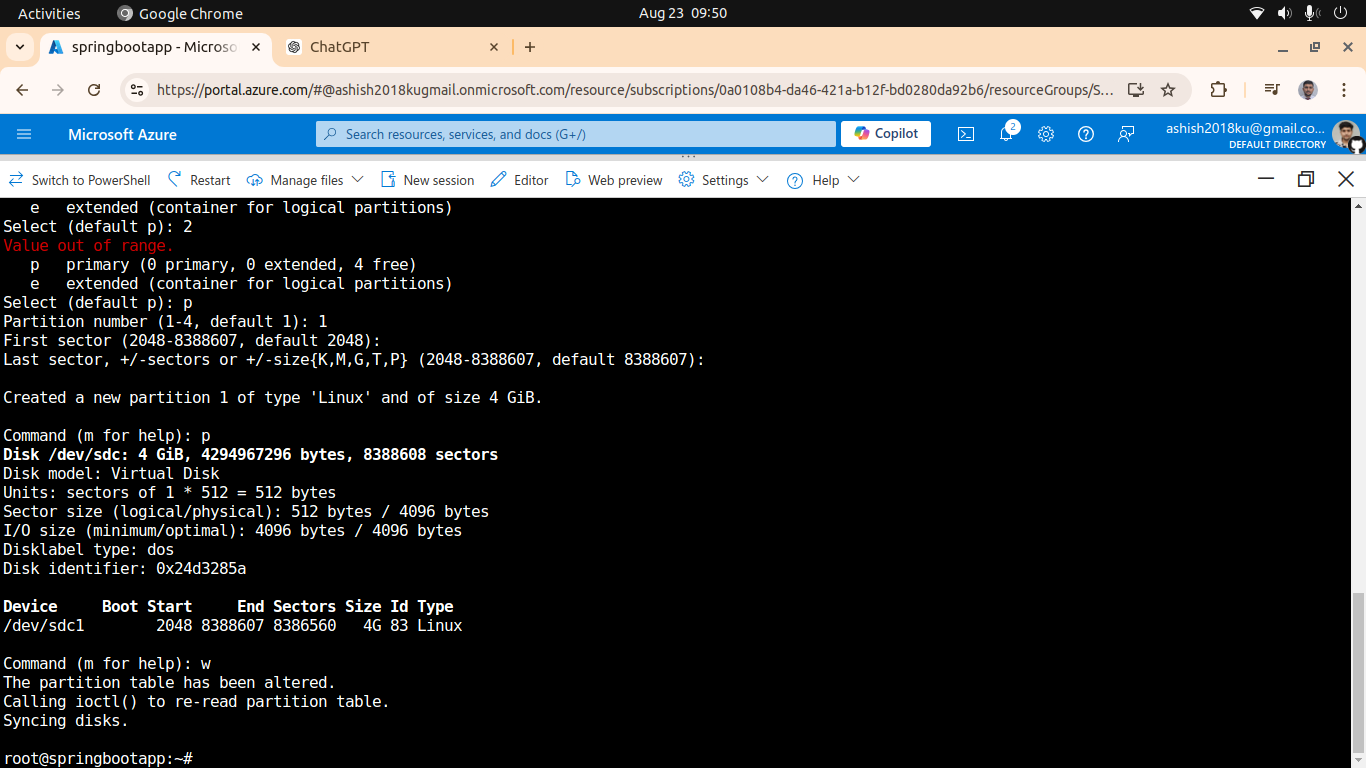 Activities Google Chrome Aug 23 09:50
springbootapp - Microso ChatGPT
https://portal.azure.com/#@ashish2018kugmail.onmicrosoft.com/resource/subscriptions/0a0108b4-da46-421a-b12f-bd0280da92b6/resourceGroups/S...
Microsoft Azure Search resources, services, and docs (G+/) Copilot 2 ashish2018ku@gmail.co...
DEFAULT DIRECTORY
Switch to PowerShell Restart Manage files New session Editor Web preview Settings Help
e extended (container for logical partitions)
Select (default p): 2
Value out of range.
p primary (0 primary, 0 extended, 4 free)
e extended (container for logical partitions)
Select (default p): p
Partition number (1-4, default 1): 1
First sector (2048-8388607, default 2048):
Last sector, +/-sectors or +/-size{K,M,G,T,P} (2048-8388607, default 8388607):
Created a new partition 1 of type 'Linux' and of size 4 GiB.
Command (m for help): p
Disk /dev/sdc: 4 GiB, 4294967296 bytes, 8388608 sectors
Disk model: Virtual Disk
Units: sectors of 1 * 512 = 512 bytes
Sector size (logical/physical): 512 bytes / 4096 bytes
I/O size (minimum/optimal): 4096 bytes / 4096 bytes
Disklabel type: dos
Disk identifier: 0x24d3285a
Device Boot Start End Sectors Size Id Type
/dev/sdc1 2048 8388607 8386560 4G 83 Linux
Command (m for help): w
The partition table has been altered.
Calling ioctl() to re-read partition table.
Syncing disks.
root@springbootapp:~#